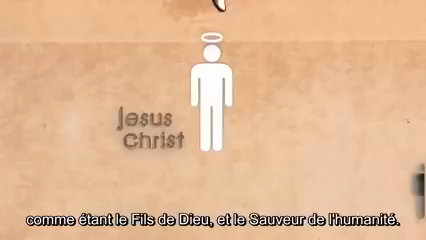 jesus
christ
comme étant le Fils de Dieu, et le Sauveur de l'humanité.